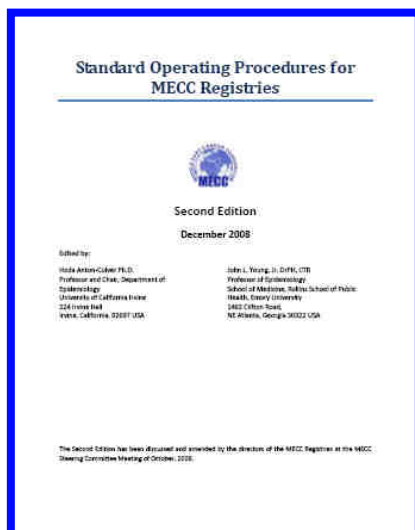 Standard Operating Procedures for
MECC Registries
MECC
Second Edition
December 2008
Edited by:
Hoda Anton-Culver Ph.D.
Professor and Chair, Department of
Epidemiology
University of California Irvine
224 Irvine Hall
Irvine, California, 92697 USA
John L. Young, Jr. DrPH, CTR
Professor of Epidemiology
School of Medicine, Rollins School of Public
Health, Emory University
1462 Clifton Road,
NE Atlanta, Georgia 30322 USA
The Second Edition has been discussed and amended by the directors of the MECC Registries at the MECC
Steering Committee Meeting of October, 2008.